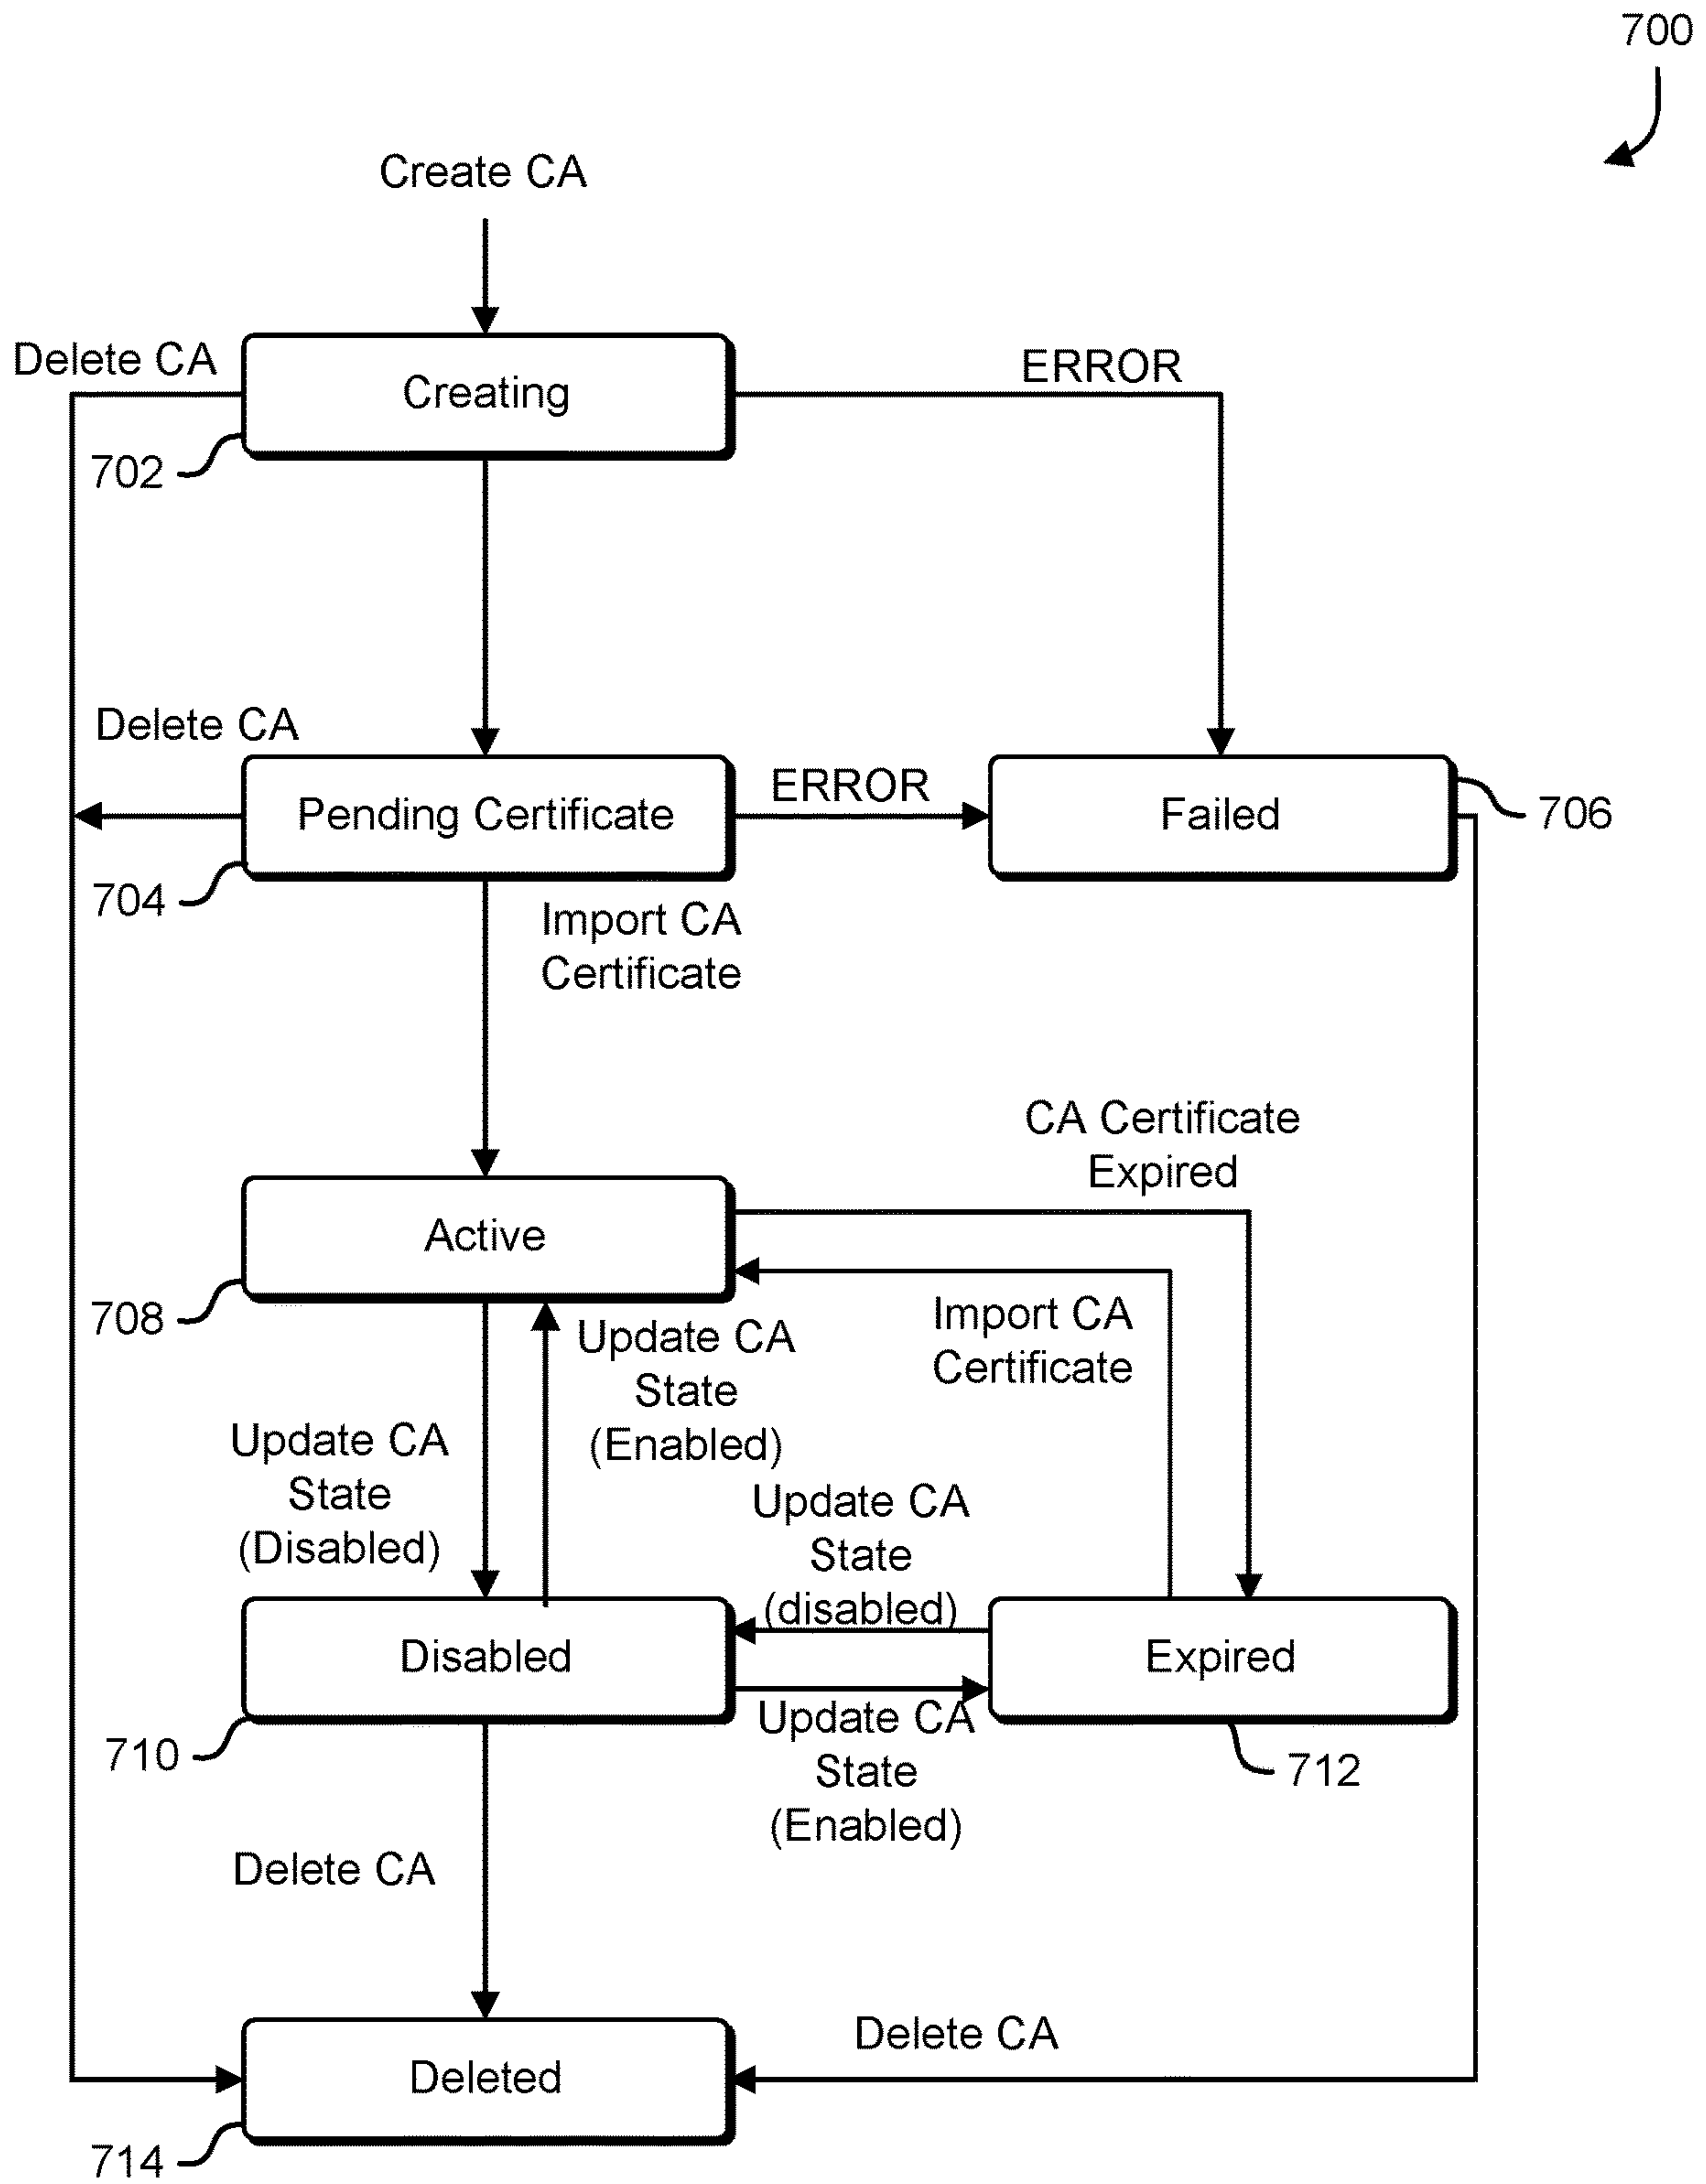 700
Create CA
Delete CA
Creating
ERROR
702
Delete CA
Pending Certificate
ERROR
Failed
706
704
Import CA
Certificate
CA Certificate
Expired
Active
708
Import CA
Certificate
Update CA
State
(Enabled)
Update CA
State
(Disabled)
Update CA
State
(disabled)
Disabled
Expired
710
Update CA
State
(Enabled)
712
Delete CA
Delete CA
Deleted
714